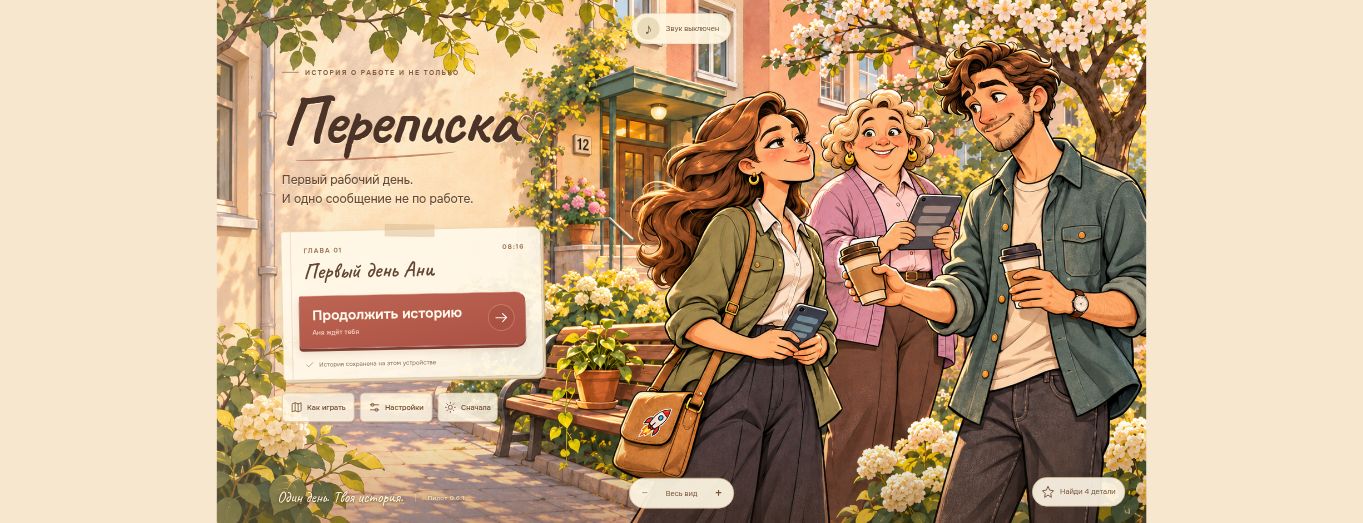 Звук выключен
ИСТОРИЯ О РАБОТЕ И НЕ ТОЛЬКО
Переписка
12
Первый рабочий день.
И одно сообщение не по работе.
ГЛАВА 01
08:16
Первый день Ани
Продолжить историю
Аня ждёт тебя
История сохранена на этом устройстве
Как играть
Настройки
Сначала
Один день. Твоя история.
− Весь вид +
Найди 4 детали